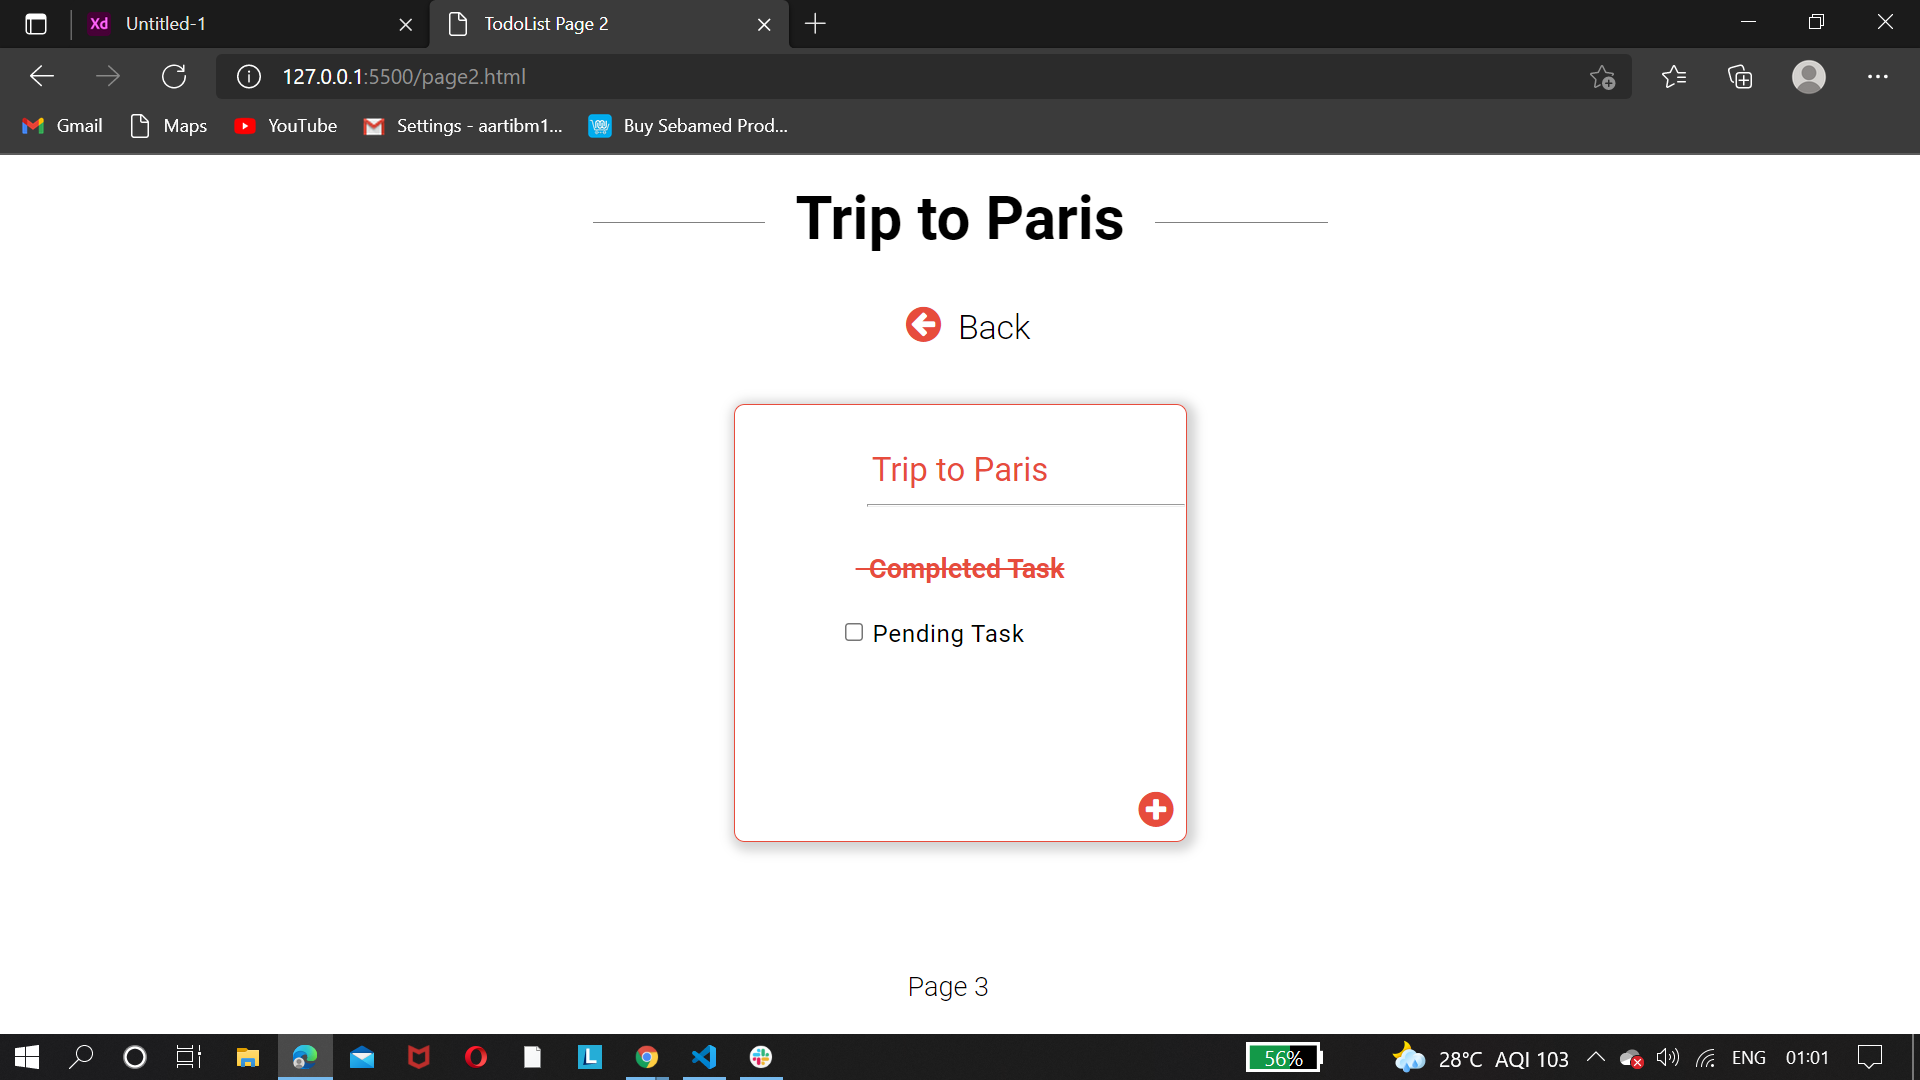 Xd Untitled-1 TodoList Page 2
127.0.0.1:5500/page2.html
Gmail Maps YouTube Settings - aartibm1... Buy Sebamed Prod...
Trip to Paris
Back
Trip to Paris
Completed Task
Pending Task
Page 3
L 56% 28°C AQI 103 ENG 01:01